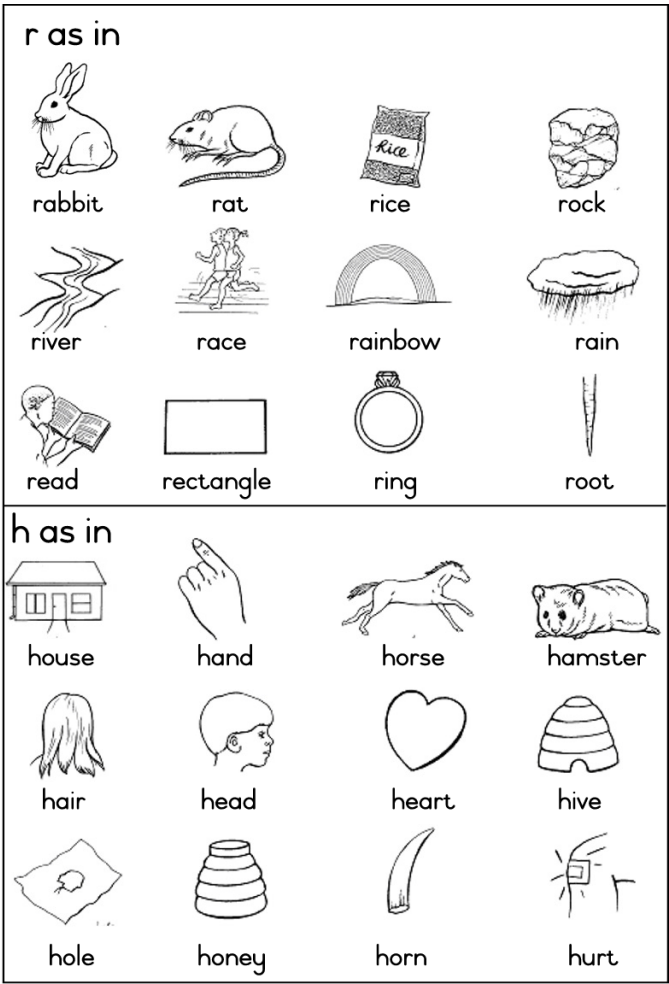 r as in
Rice
rabbit rat rice rock
river race rainbow rain
read rectangle ring root
h as in
house hand horse hamster
hair head heart hive
hole honey horn hurt